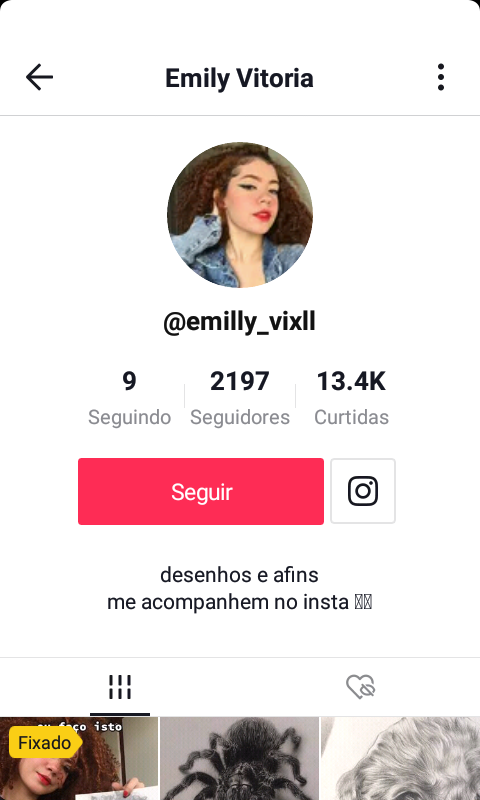 Emily Vitoria
@emilly_vixll
9 2197 13.4K
Seguindo Seguidores Curtidas
Seguir
desenhos e afins
me acompanhem no insta
eu faço isto
Fixado